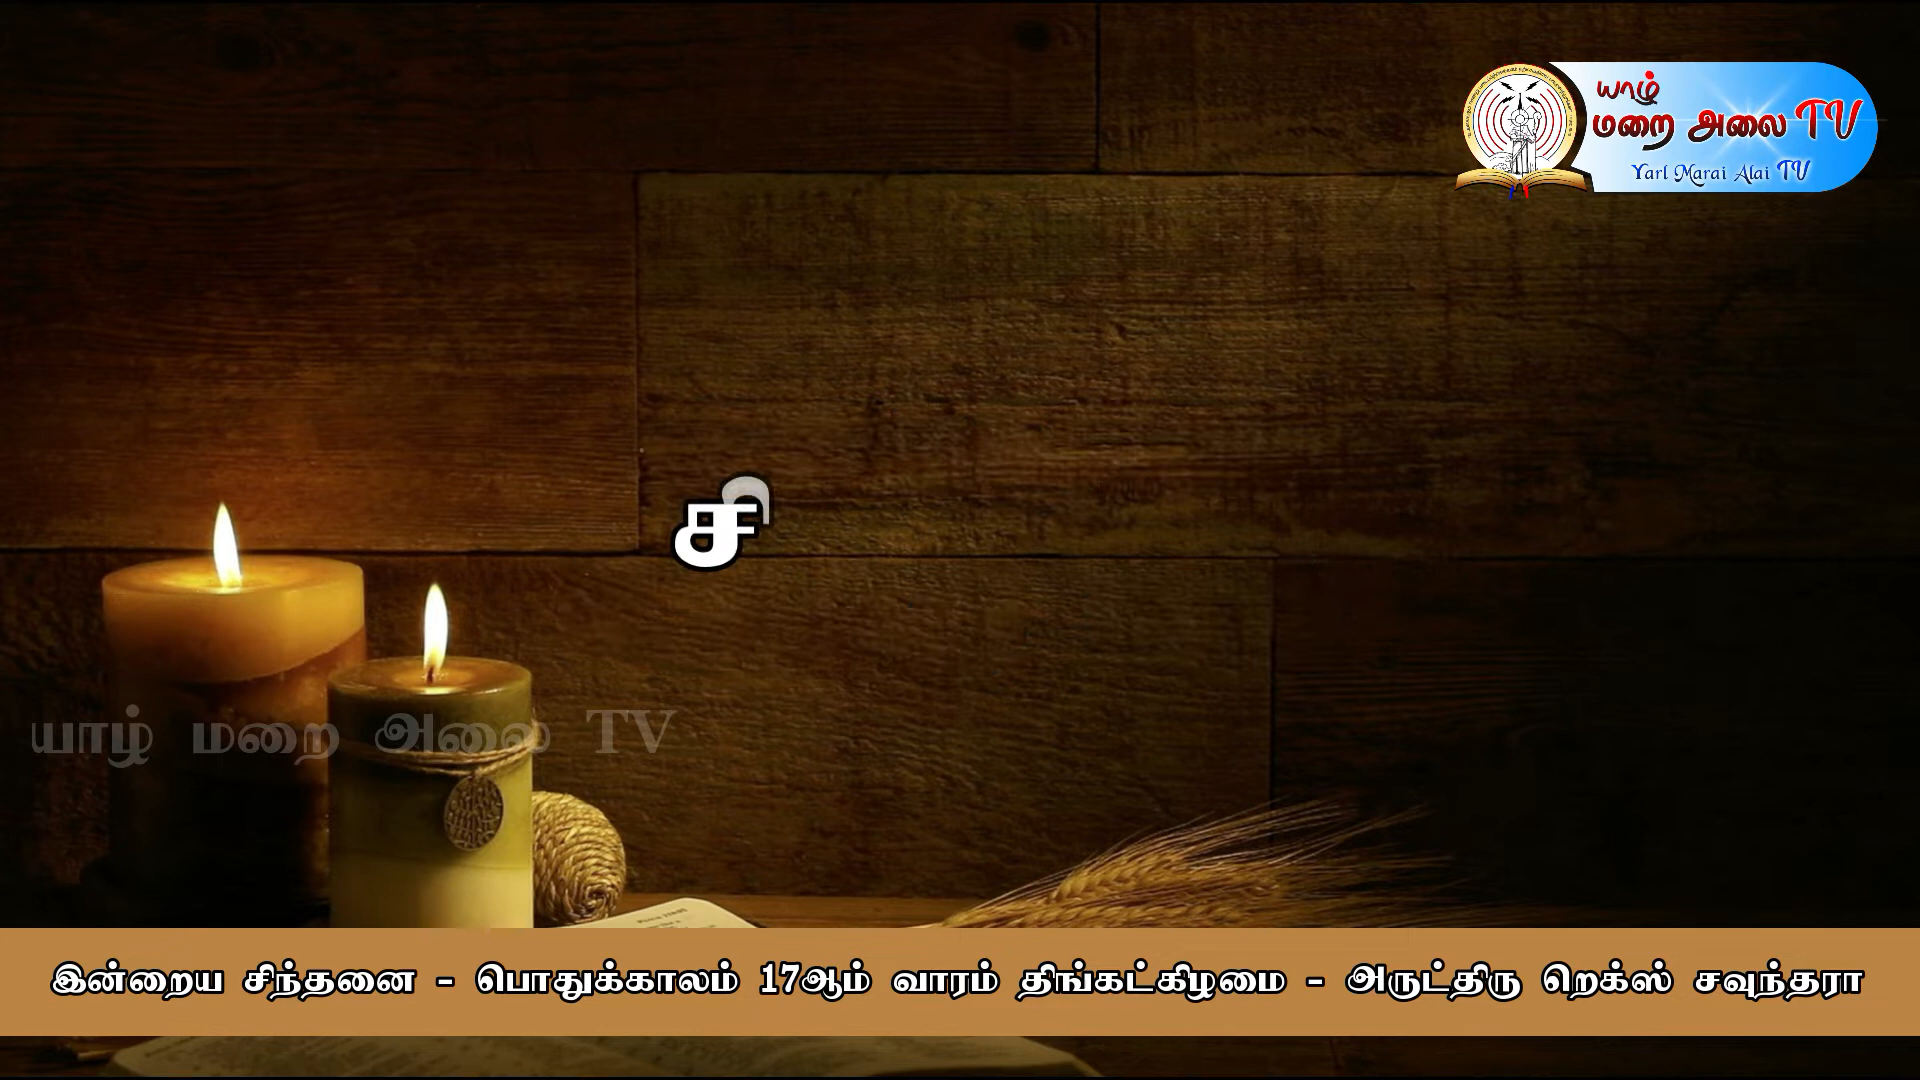 யாழ்
மறை அலை TV
Yarl Marai Alai TV
சி
யாழ் மறை அலை TV
இன்றைய சிந்தனை - பொதுக்காலம் 17ஆம் வாரம் திங்கட்கிழமை - அருட்திரு றெக்ஸ் சவுந்தரா